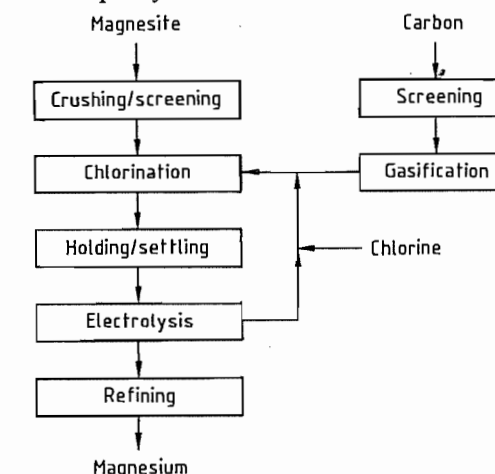 Magnesite
Carbon
Crushing/screening
Screening
Chlorination
Gasification
Holding/settling
Chlorine
Electrolysis
Refining
Magnesium